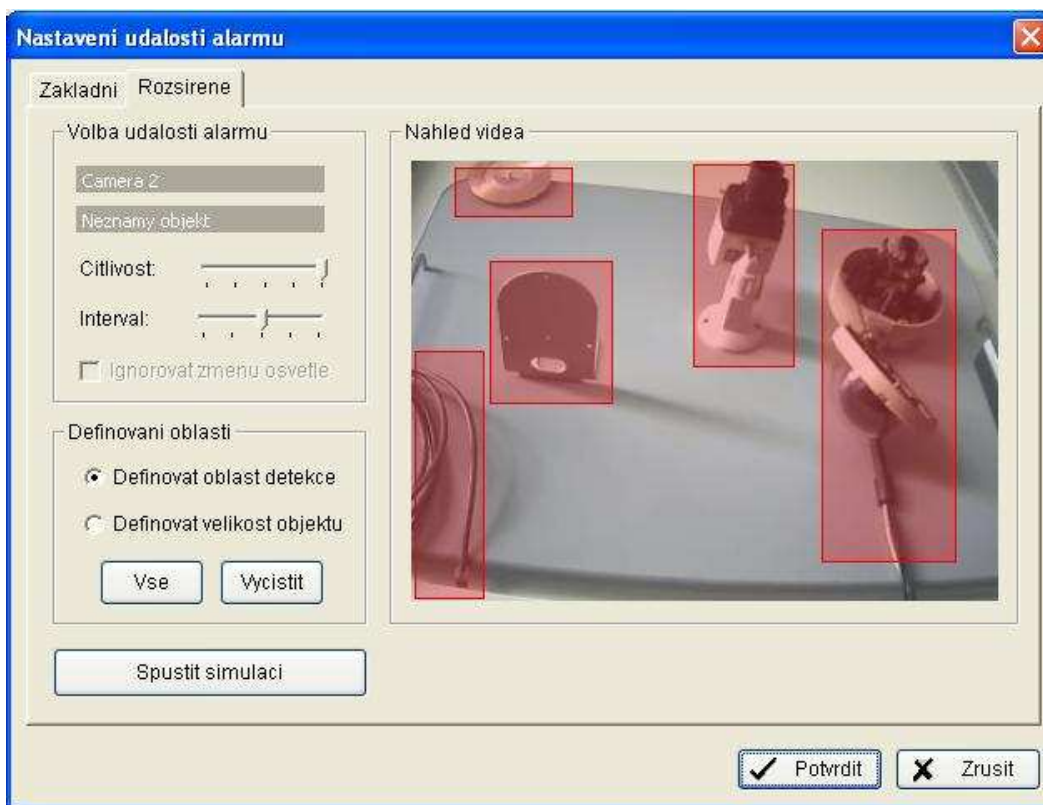 Nastaveni udalosti alarmu
Zakladni
Rozsirene
Volba udalosti alarmu
Camera 2
Neznamy objekt
Citlivost:
Interval:
Ignorovat zmenu osvetle
Definovani oblasti
Definovat oblast detekce
Definovat velikost objektu
Vse
Vycistit
Spustit simulaci
Nahled videa
Potvrdit
Zrusit